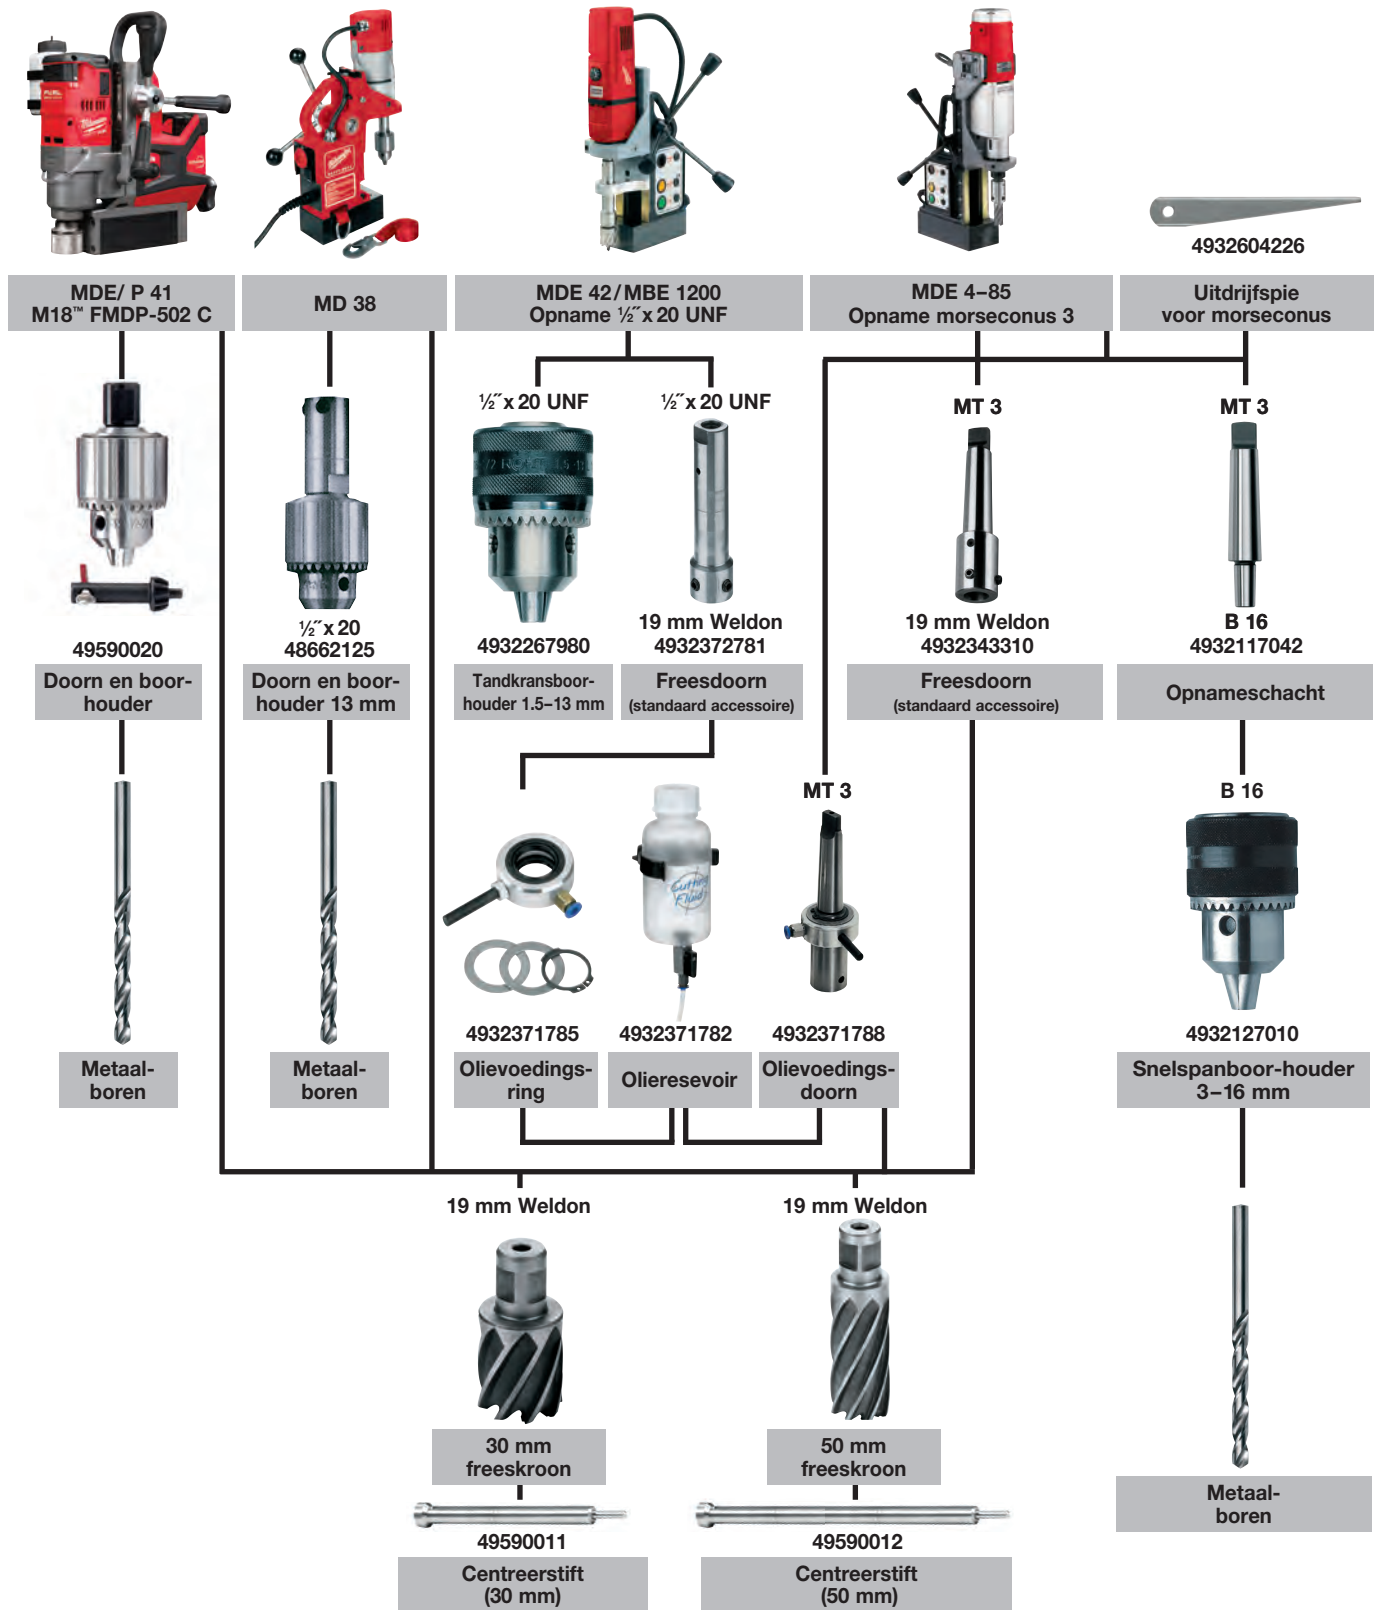 4932604226
MDE/ P 41
M18™ FMDP-502 C
MD 38
MDE 42/MBE 1200
Opname ½˝x 20 UNF
MDE 4–85
Opname morseconus 3
Uitdrijfspie
voor morseconus
½˝x 20 UNF
½˝x 20 UNF
MT 3
MT 3
½˝x 20
19 mm Weldon
19 mm Weldon
B 16
49590020
48662125
4932267980
4932372781
4932343310
4932117042
Doorn en boor-
houder
Doorn en boor-
houder 13 mm
Tandkransboor-
houder 1.5–13 mm
Freesdoorn
(standaard accessoire)
Freesdoorn
(standaard accessoire)
Opnameschacht
MT 3
B 16
Cutting
Fluid
4932371785
4932371782
4932371788
4932127010
Metaal-
boren
Metaal-
boren
Olievoedings-
ring
Olieresevoir
Olievoedings-
doorn
Snelspanboor-houder
3–16 mm
19 mm Weldon
19 mm Weldon
30 mm
freeskroon
50 mm
freeskroon
Metaal-
boren
49590011
49590012
Centreerstift
(30 mm)
Centreerstift
(50 mm)